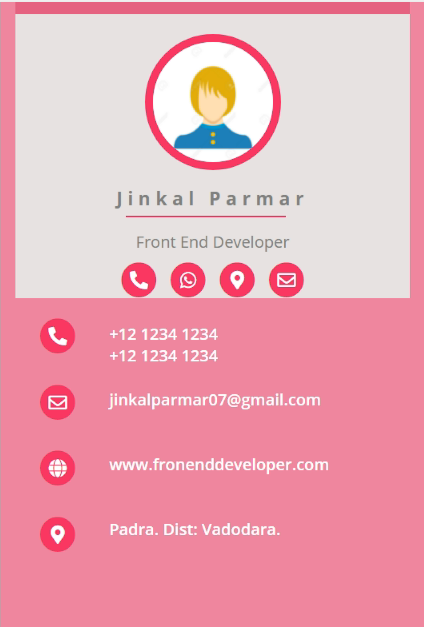 Jinkal Parmar
Front End Developer
+12 1234 1234
+12 1234 1234
jinkalparmar07@gmail.com
www.fronenddeveloper.com
Padra. Dist: Vadodara.